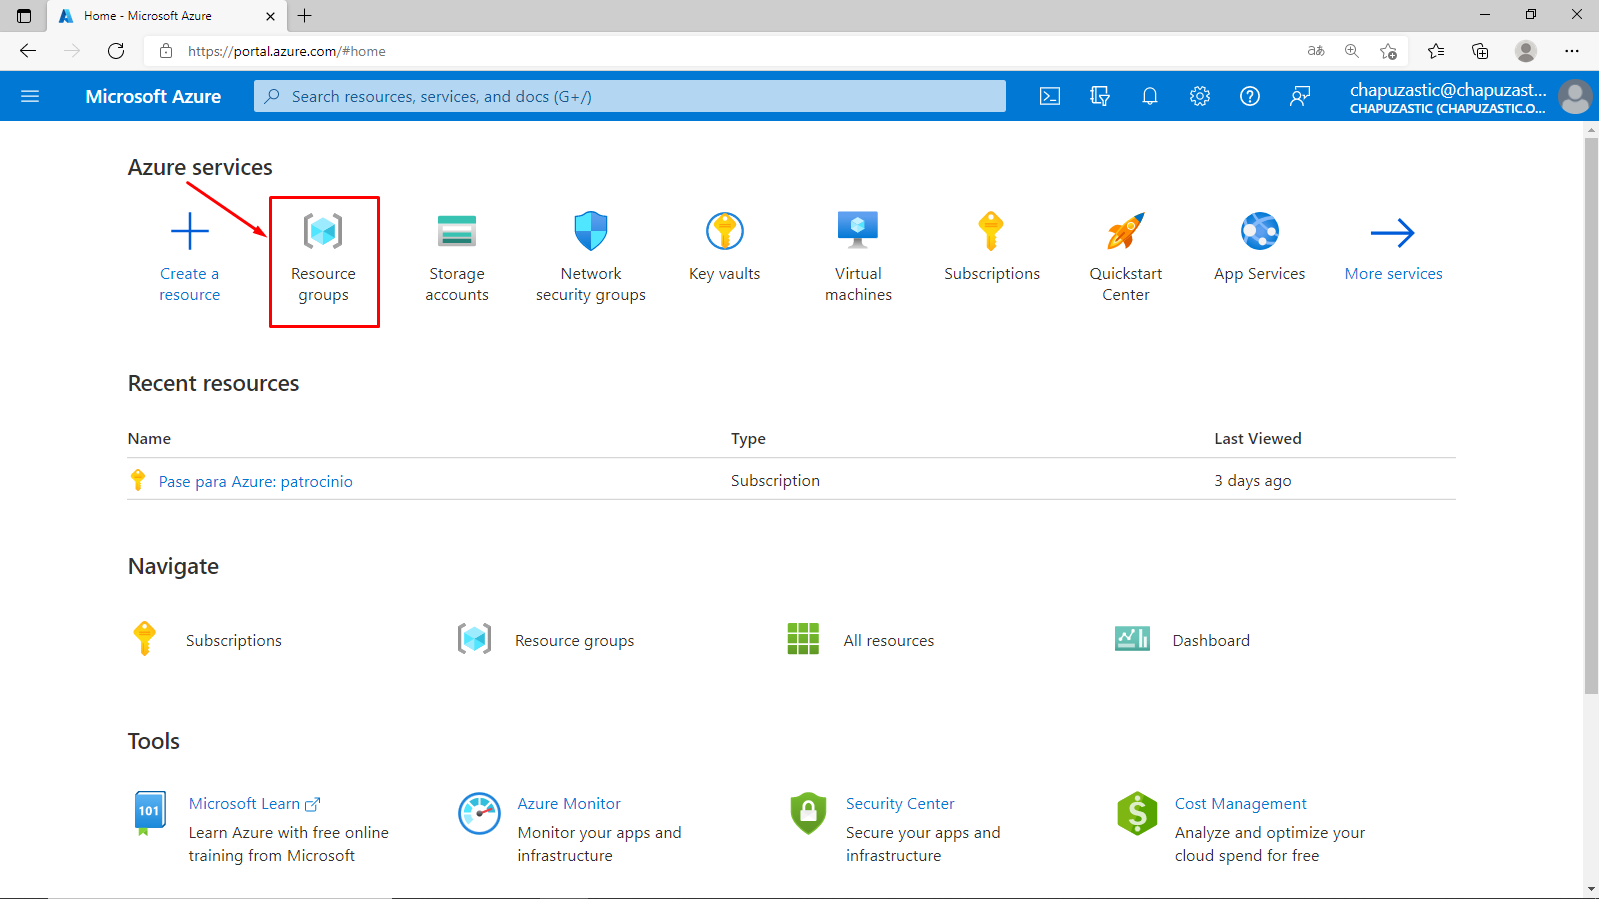 Home - Microsoft Azure
https://portal.azure.com/#home
aあ
Microsoft Azure
Search resources, services, and docs (G+/)
chapuzastic@chapuzast...
CHAPUZASTIC (CHAPUZASTIC.O...
Azure services
Create a
resource
Resource
groups
Storage
accounts
Network
security groups
Key vaults
Virtual
machines
Subscriptions
Quickstart
Center
App Services
More services
Recent resources
Name Type Last Viewed
Pase para Azure: patrocinio Subscription 3 days ago
Navigate
Subscriptions Resource groups All resources Dashboard
Tools
101
Microsoft Learn
Learn Azure with free online
training from Microsoft
Azure Monitor
Monitor your apps and
infrastructure
Security Center
Secure your apps and
infrastructure
$
Cost Management
Analyze and optimize your
cloud spend for free